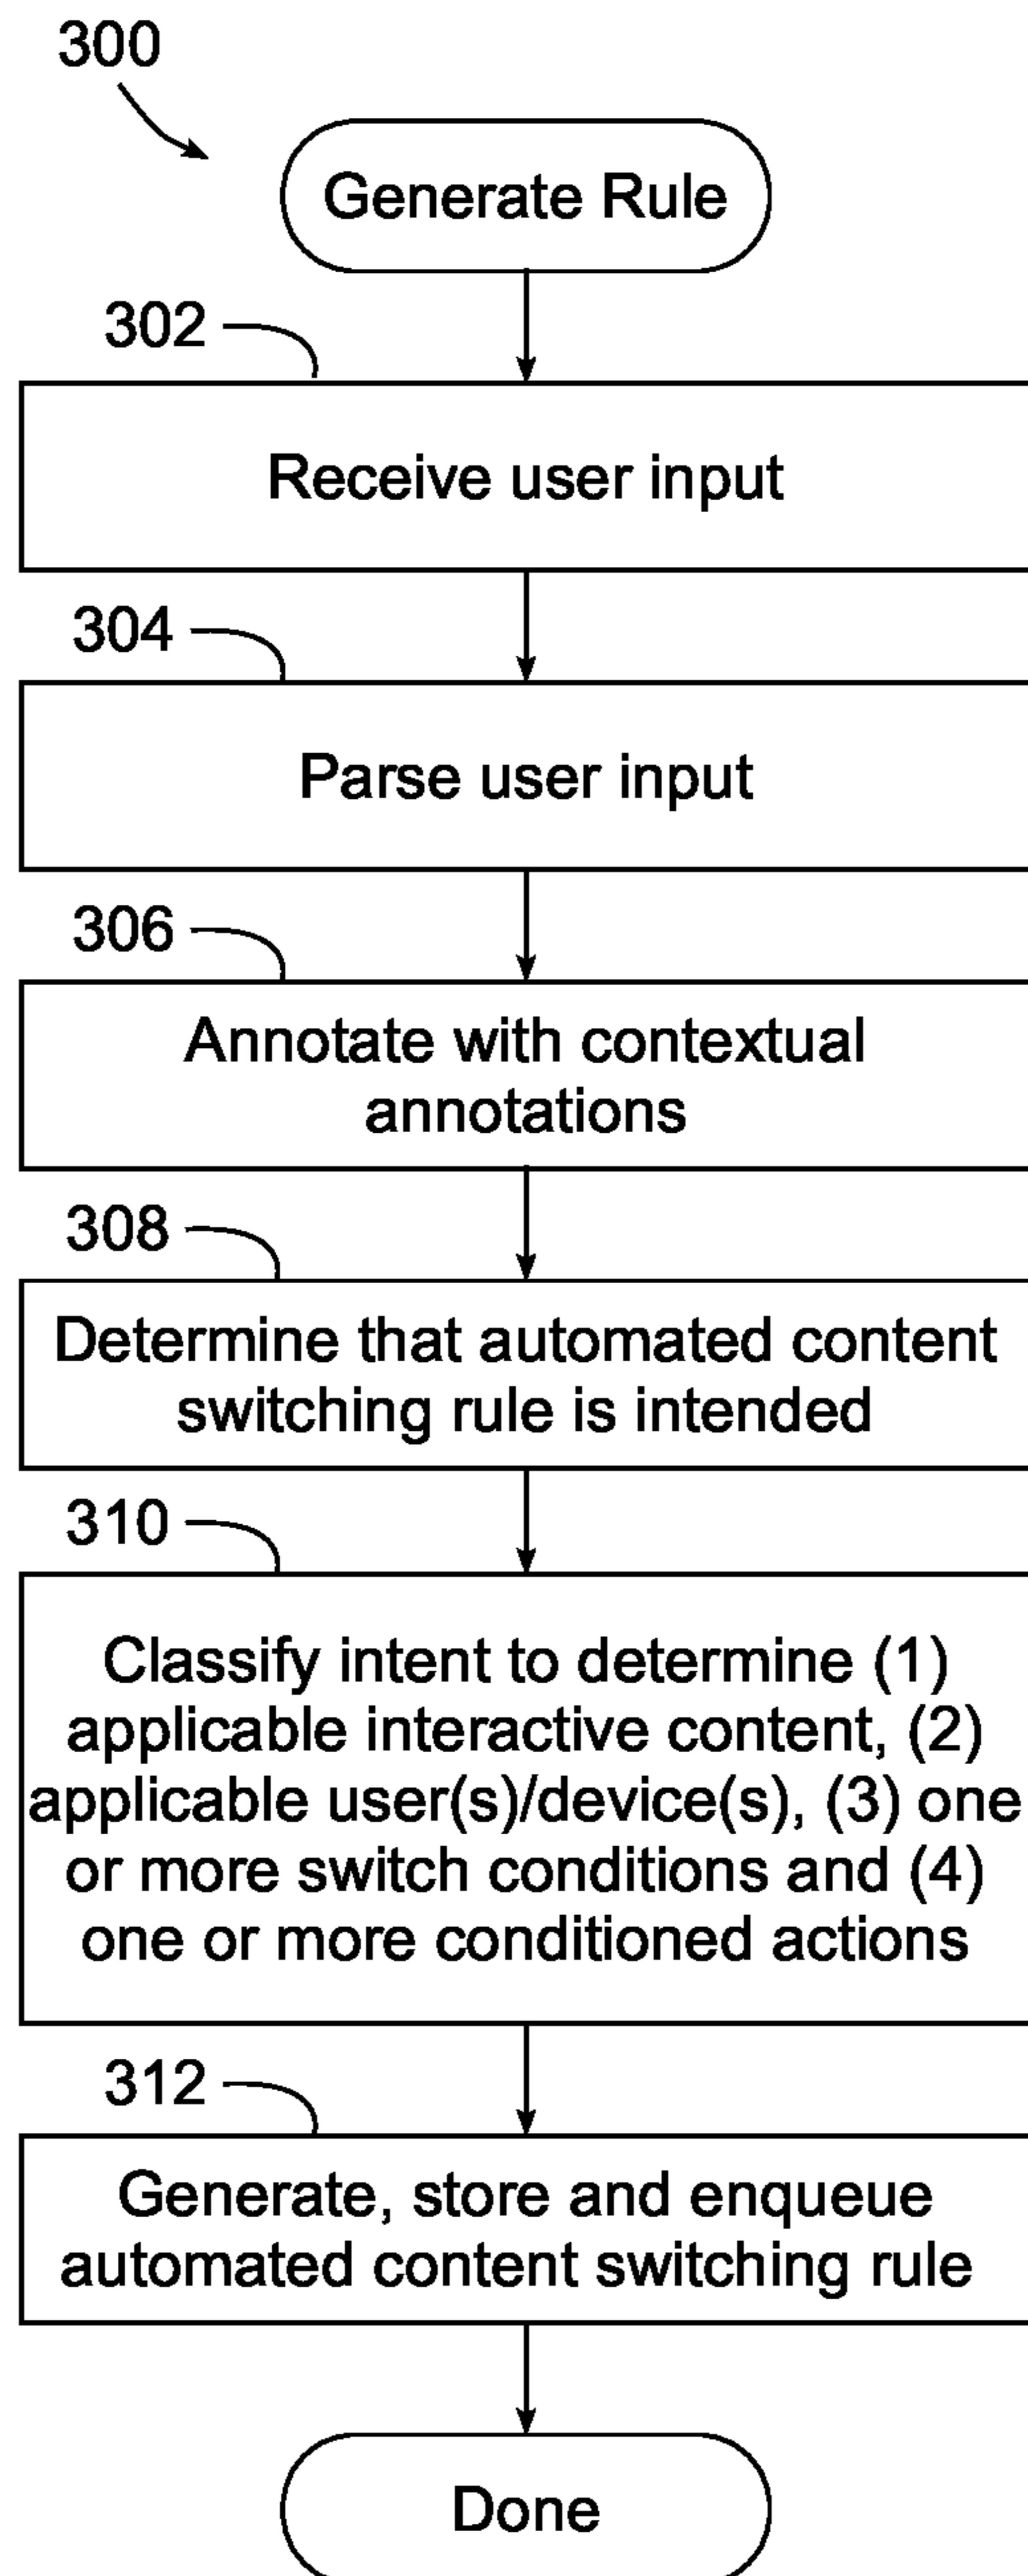 300
Generate Rule
302
Receive user input
304
Parse user input
306
Annotate with contextual
annotations
308
Determine that automated content
switching rule is intended
310
Classify intent to determine (1)
applicable interactive content, (2)
applicable user(s)/device(s), (3) one
or more switch conditions and (4)
one or more conditioned actions
312
Generate, store and enqueue
automated content switching rule
Done